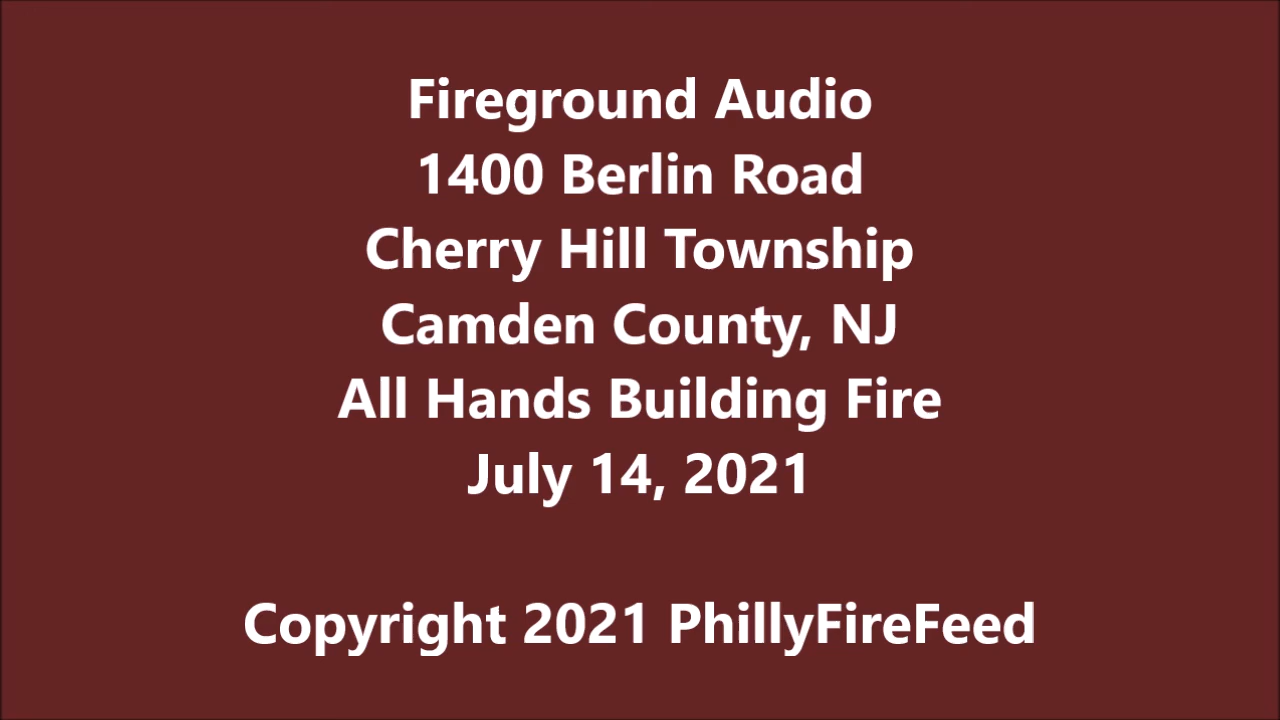 Fireground Audio
1400 Berlin Road
Cherry Hill Township
Camden County, NJ
All Hands Building Fire
July 14, 2021
Copyright 2021 PhillyFireFeed